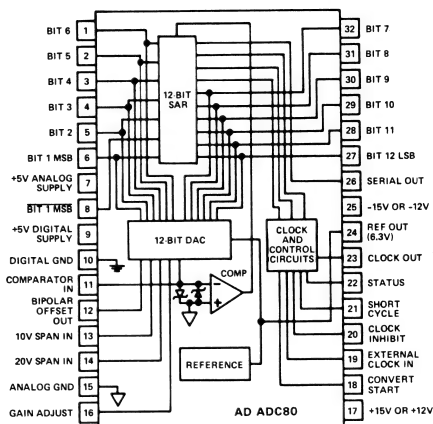 BIT 6 1
BIT 5 2
BIT 4 3
BIT 3 4
BIT 2 5
BIT 1 MSB 6
+5V ANALOG
SUPPLY 7
BIT 1 MSB 8
+5V DIGITAL
SUPPLY 9
DIGITAL GND 10
COMPARATOR
IN 11
BIPOLAR
OFFSET
OUT 12
10V SPAN IN 13
20V SPAN IN 14
ANALOG GND 15
GAIN ADJUST 16
12-BIT
SAR
12-BIT DAC
COMP
−
+
REFERENCE
CLOCK
AND
CONTROL
CIRCUITS
AD ADC80
32 BIT 7
31 BIT 8
30 BIT 9
29 BIT 10
28 BIT 11
27 BIT 12 LSB
26 SERIAL OUT
25 -15V OR -12V
24 REF OUT
(6.3V)
23 CLOCK OUT
22 STATUS
21 SHORT
CYCLE
20 CLOCK
INHIBIT
19 EXTERNAL
CLOCK IN
18 CONVERT
START
17 +15V OR +12V